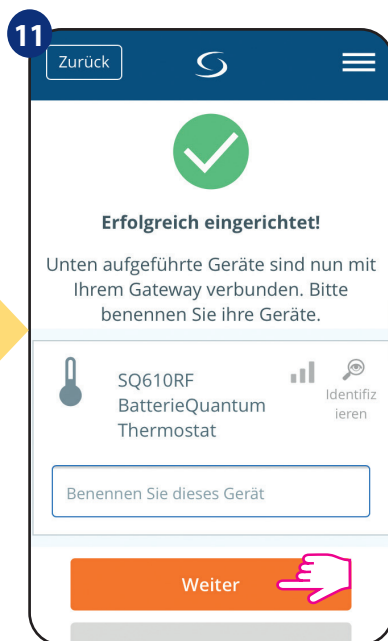 11
Zurück
Erfolgreich eingerichtet!
Unten aufgeführte Geräte sind nun mit
Ihrem Gateway verbunden. Bitte
benennen Sie ihre Geräte.
SQ610RF
BatterieQuantum
Thermostat
Identifiz
ieren
Benennen Sie dieses Gerät
Weiter